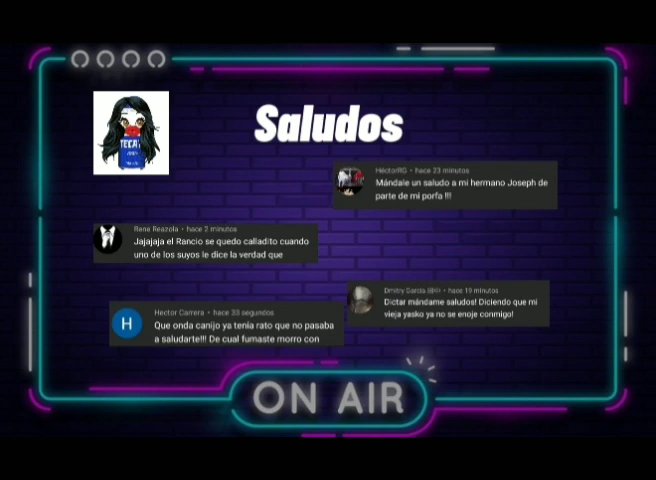 Saludos
TECATE
HéctorRG • hace 23 minutos
Mándale un saludo a mi hermano Joseph de
parte de mi porfa !!!
Rene Reazola • hace 2 minutos
Jajajaja el Rancio se quedo calladito cuando
uno de los suyos le dice la verdad que
Dmitry García • hace 19 minutos
Dictar mándame saludos! Diciendo que mi
vieja yasko ya no se enoje conmigo!
H
Hector Carrera • hace 33 segundos
Que onda canijo ya tenía rato que no pasaba
a saludarte!!! De cual fumaste morro con
ON AIR